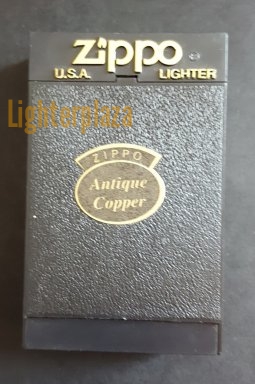 Zippo
U.S.A. LIGHTER
Lighterplaza
ZIPPO
Antique
Copper